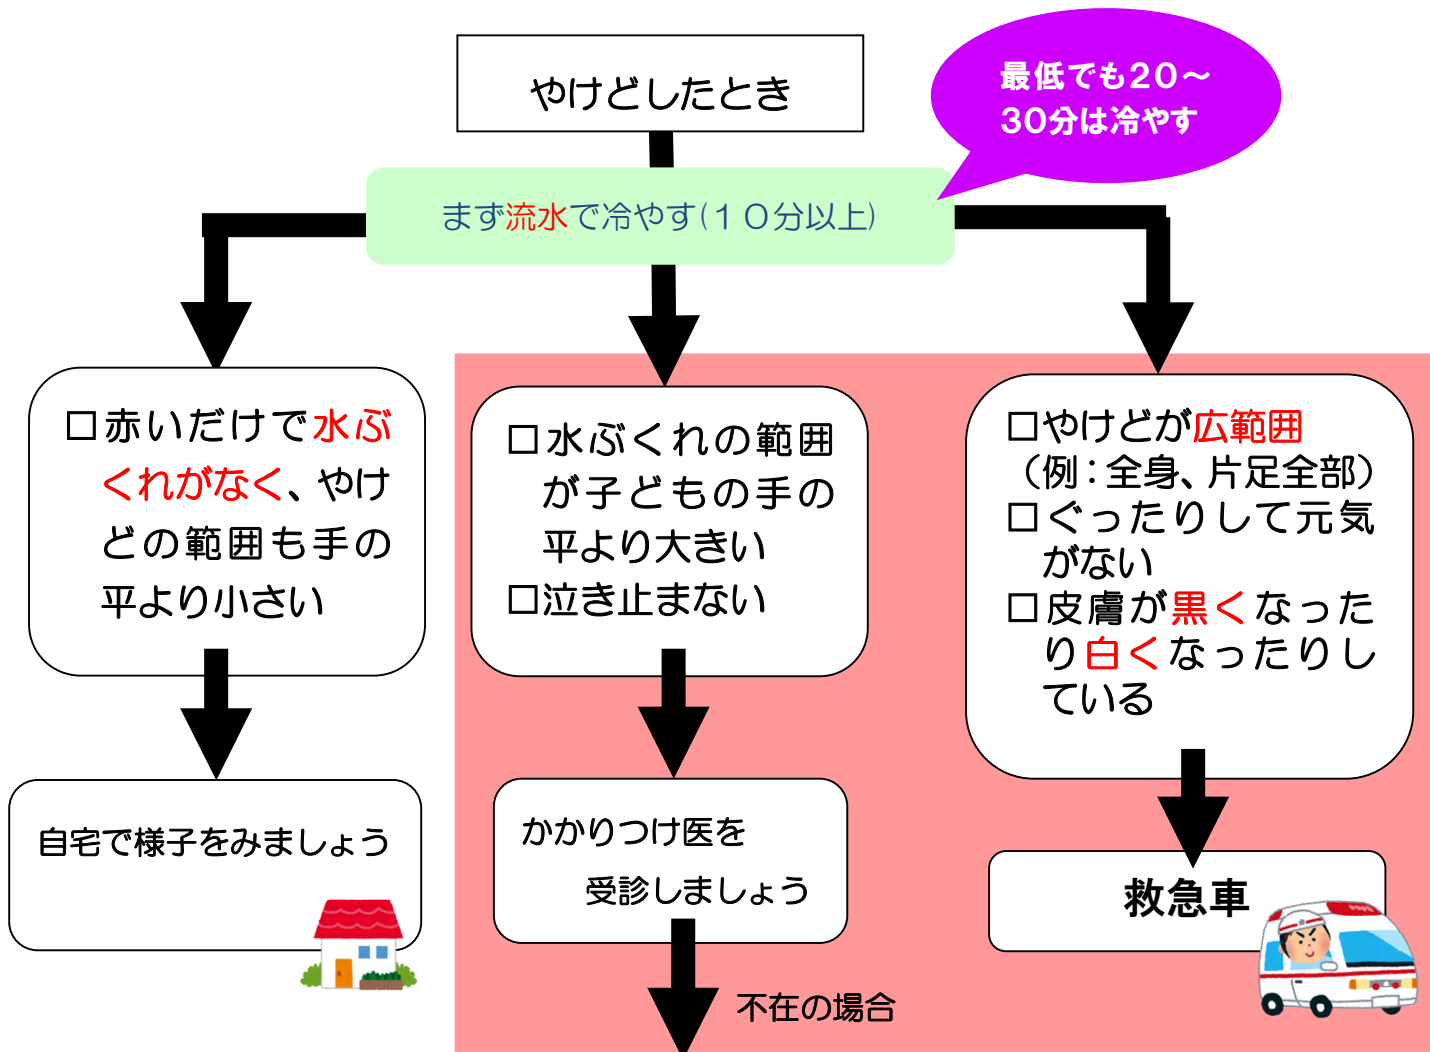 やけどしたとき
最低でも20～
30分は冷やす
まず流水で冷やす(１０分以上)
□赤いだけで水ぶ
くれがなく、やけ
どの範囲も手の
平より小さい
□水ぶくれの範囲
が子どもの手の
平より大きい
□泣き止まない
□やけどが広範囲
（例：全身、片足全部）
□ぐったりして元気
がない
□皮膚が黒くなった
り白くなったりし
ている
自宅で様子をみましょう
かかりつけ医を
受診しましょう
救急車
不在の場合